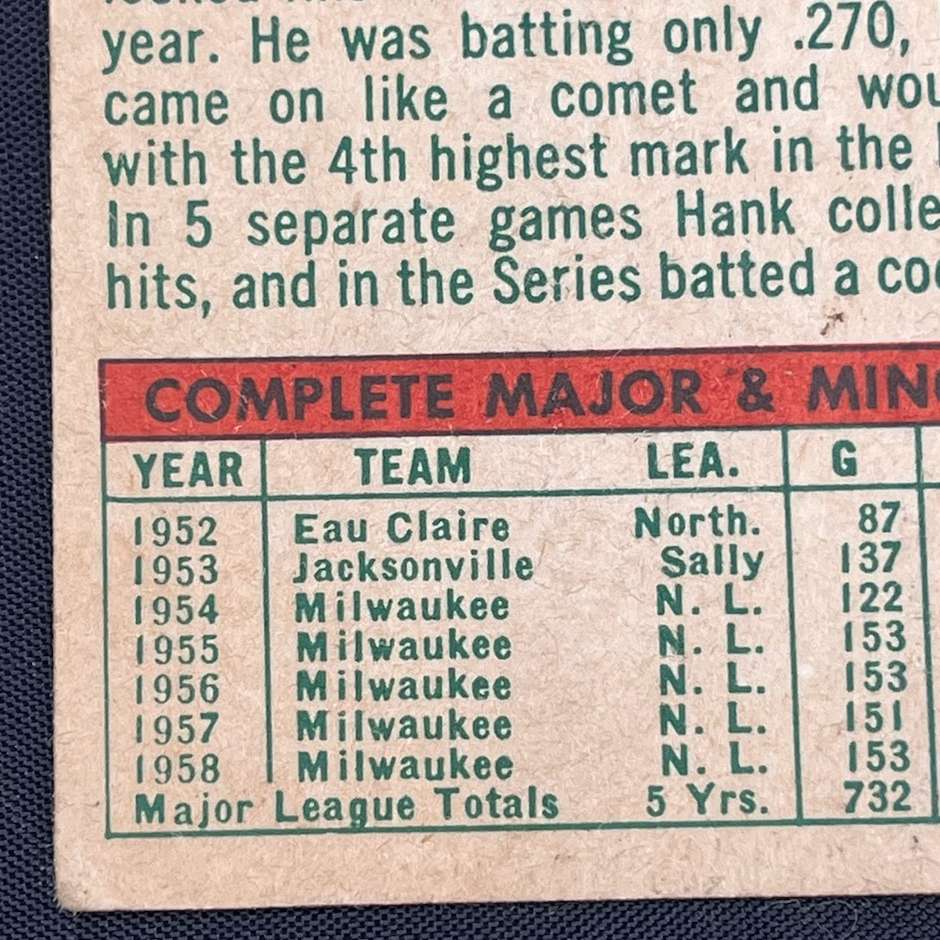 year. He was batting only .270,
came on like a comet and
with the 4th highest mark in the
In 5 separate games Hank
hits, and in the Series batted a
COMPLETE MAJOR &
YEAR TEAM LEA. G
1952 Eau Claire North. 87
1953 Jacksonville Sally 137
1954 Milwaukee N. L. 122
1955 Milwaukee N. L. 153
1956 Milwaukee N. L. 153
1957 Milwaukee N. L. 151
1958 Milwaukee N. L. 153
Major League Totals 5 Yrs. 732